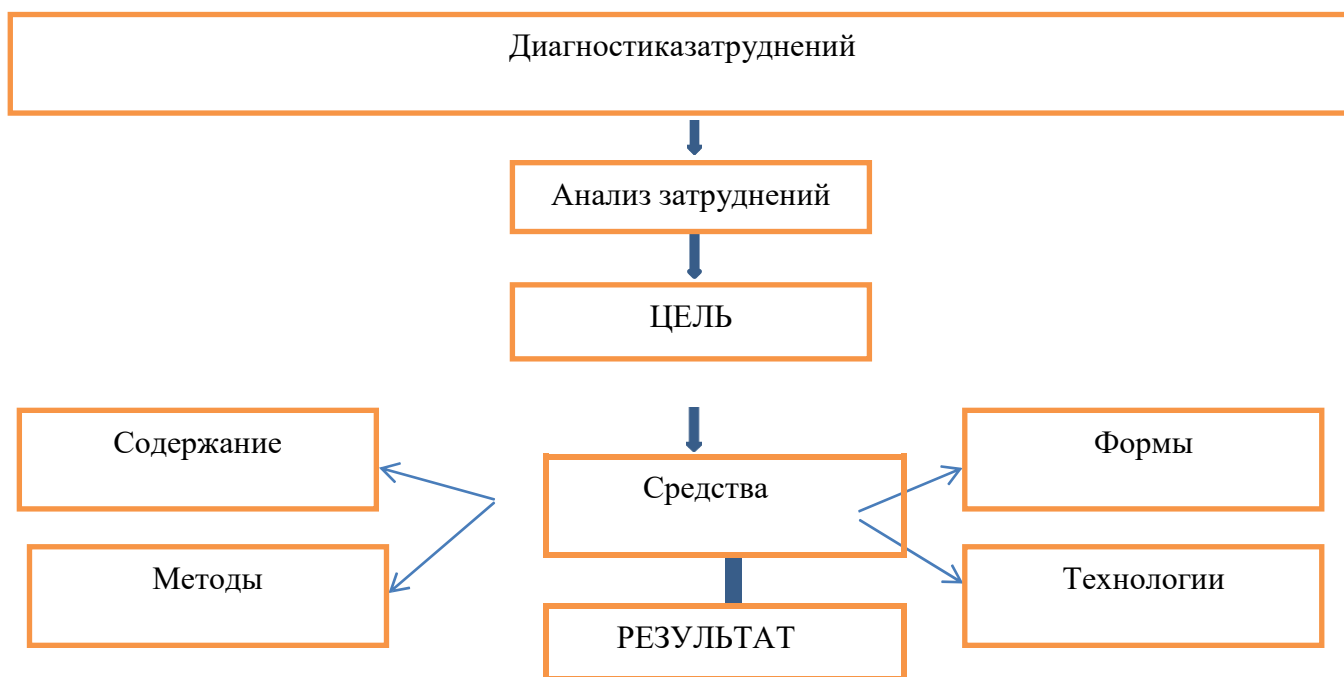 Диагностиказатруднений
Анализ затруднений
ЦЕЛЬ
Содержание
Формы
Средства
Методы
Технологии
РЕЗУЛЬТАТ